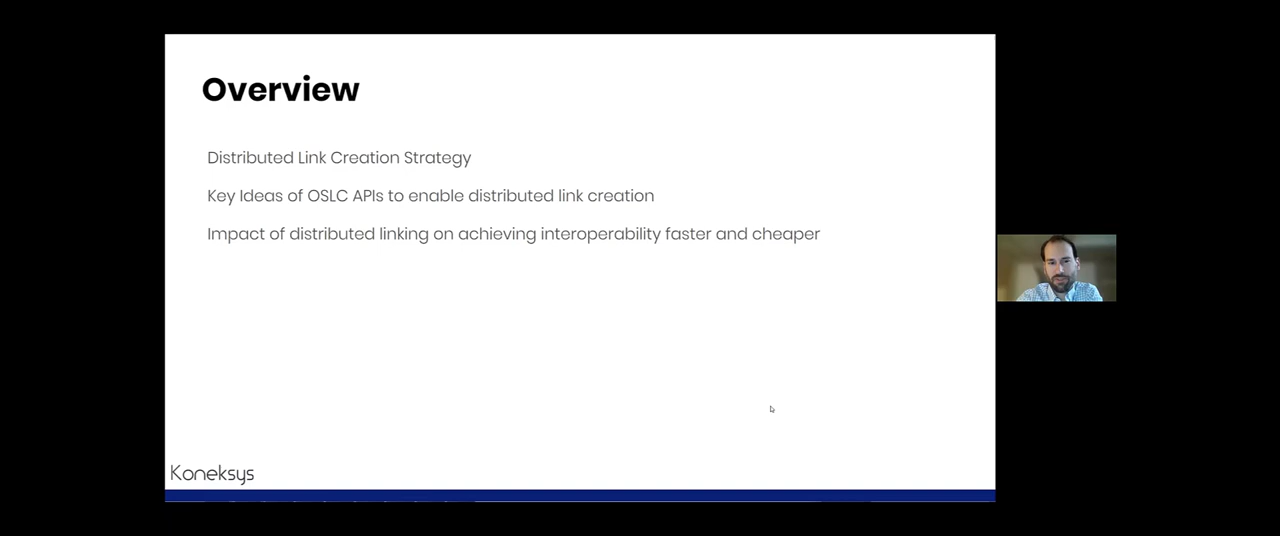 Overview
Distributed Link Creation Strategy
Key Ideas of OSLC APIs to enable distributed link creation
Impact of distributed linking on achieving interoperability faster and cheaper
Koneksys